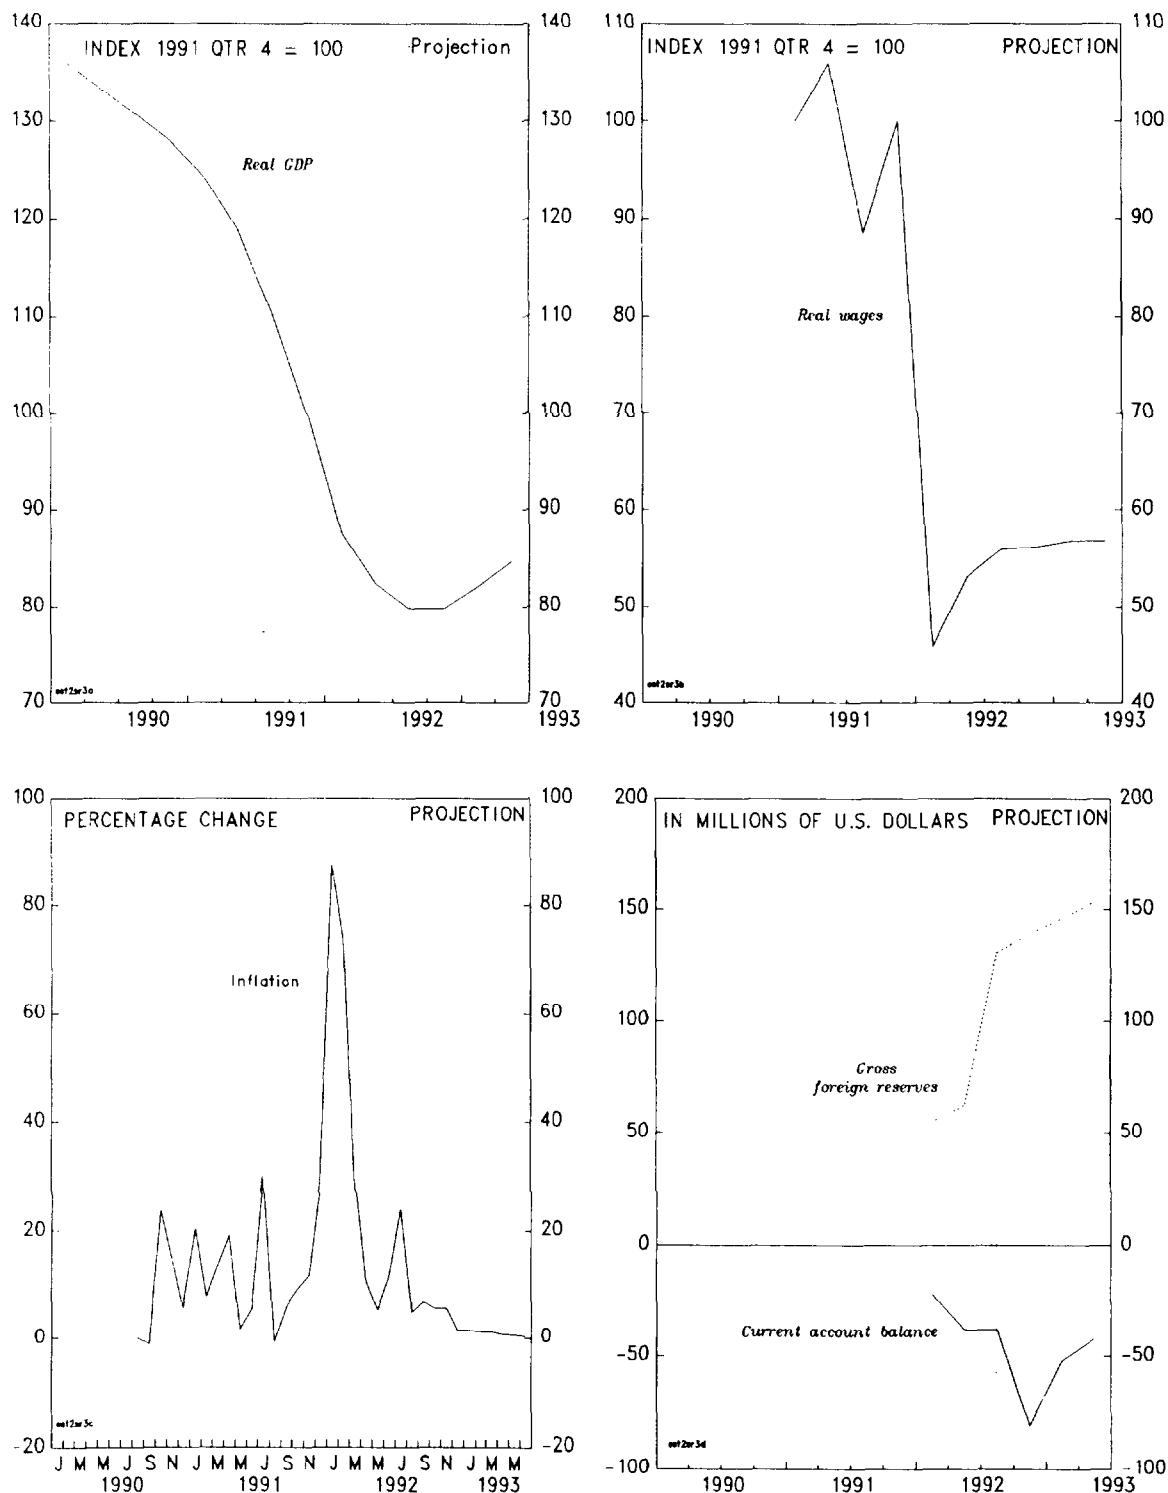 140 140
INDEX 1991 QTR 4 = 100 Projection
130 130
Real GDP
120 120
110 110
100 100
90 90
80 80
70 70
1990 1991 1992 1993
110 110
INDEX 1991 QTR 4 = 100 PROJECTION
100 100
90 90
80 80
Real wages
70 70
60 60
50 50
40 40
1990 1991 1992 1993
100 100
PERCENTAGE CHANGE PROJECTION
80 80
Inflation
60 60
40 40
20 20
0 0
-20 -20
J M M J S N J M M J S N J M M J S N J M M
1990 1991 1992 1993
200 200
IN MILLIONS OF U.S. DOLLARS PROJECTION
150 150
100 100
Gross
foreign reserves
50 50
0 0
Current account balance
-50 -50
-100 -100
1990 1991 1992 1993